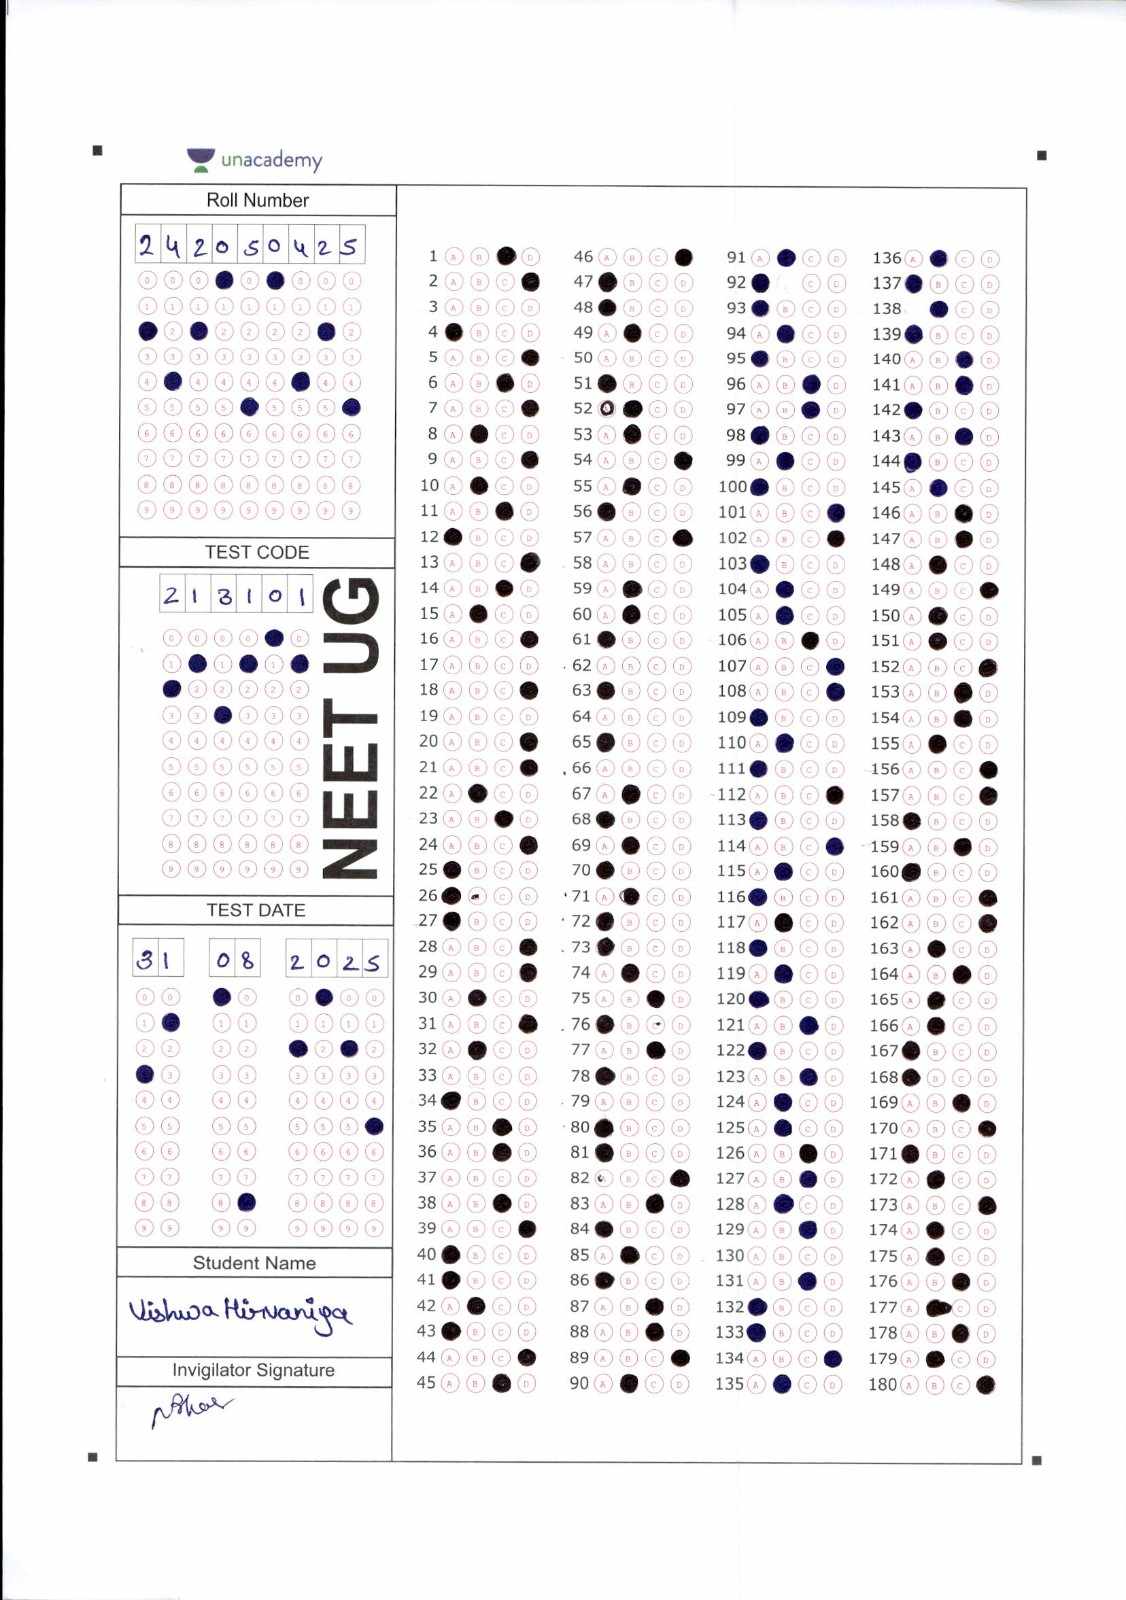 unacademy
Roll Number
2 4 2 0 5 0 4 2 5
TEST CODE
2 1 3 1 0 1
NEET UG
TEST DATE
3 1 0 8 2 0 2 5
Student Name
Vishwa Hirvaniya
Invigilator Signature
1 A B D
2 A B C
3 A B C D
4 B C D
5 A B C
6 A B D
7 A B C
8 A C D
9 A B C
10 A C D
11 A B D
12 B C D
13 A B C
14 A B D
15 A C D
16 A B C
17 A B C D
18 A B C
19 A B C D
20 A B C
21 A B C
22 A C D
23 A B D
24 A B C
25 B C D
26 C D
27 B C D
28 A B C
29 A B C
30 A C D
31 A B C
32 A C D
33 A B C D
34 B C D
35 A B D
36 A B D
37 A B C D
38 A B D
39 A B C
40 B C D
41 B C D
42 A C D
43 B C D
44 A B C
45 A B D
46 A B C
47 B C D
48 B C D
49 A C D
50 A B C D
51 B C D
52 C D
53 A C D
54 A B C
55 A C D
56 B C D
57 A B C
58 A B C D
59 A C D
60 A C D
61 B C D
62 A B C D
63 B C D
64 A B C D
65 B C D
66 A B C D
67 A C D
68 B C D
69 A C D
70 B C D
71 A C D
72 B C D
73 B C D
74 A C D
75 A B D
76 B D
77 A B D
78 B C D
79 A B C D
80 B C D
81 B C D
82 B C
83 A B D
84 B C D
85 A C D
86 B C D
87 A B D
88 A B D
89 A B C
90 A C D
91 A C D
92 C D
93 B C D
94 A C D
95 B C D
96 A B D
97 A B D
98 B C D
99 A C D
100 B C D
101 A B C
102 A B C
103 B C D
104 A C D
105 A C D
106 A B D
107 A B C
108 A B C
109 B C D
110 A C D
111 B C D
112 A B C
113 B C D
114 A B C
115 A C D
116 B C D
117 A C D
118 B C D
119 A C D
120 B C D
121 A B D
122 B C D
123 A B D
124 A C D
125 A C D
126 A B D
127 A B D
128 A C D
129 A B D
130 A B C D
131 A B D
132 B C D
133 B C D
134 A B C
135 A C D
136 A C D
137 B C D
138 C D
139 B C D
140 A B D
141 A B D
142 B C D
143 A B D
144 B C D
145 A C D
146 A B D
147 A B D
148 A C D
149 A B C
150 A C D
151 A C D
152 A B C
153 A B D
154 A B D
155 A C D
156 A B C
157 A B C
158 B C D
159 A B D
160 B C D
161 A B C
162 A B C
163 A C D
164 A B D
165 A C D
166 A C D
167 B C D
168 B C D
169 A B D
170 A B C
171 B C D
172 A C D
173 A B C
174 A C D
175 A C D
176 A B D
177 A C D
178 A B D
179 A C D
180 A B C